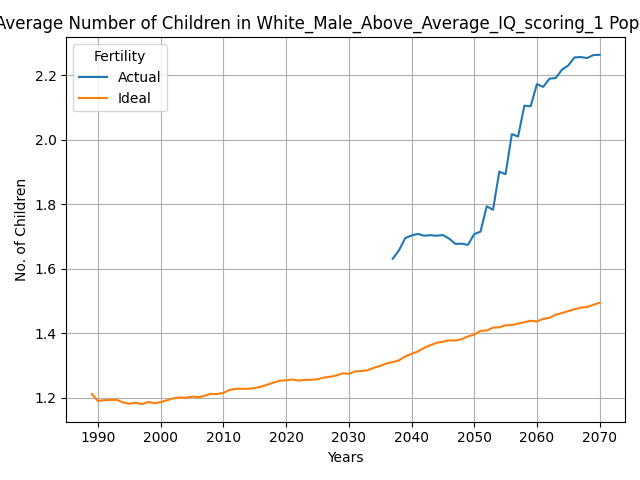 Average Number of Children in White_Male_Above_Average_IQ_scoring_1 Pop
Fertility
Actual
Ideal
No. of Children
2.2
2.0
1.8
1.6
1.4
1.2
1990 2000 2010 2020 2030 2040 2050 2060 2070
Years